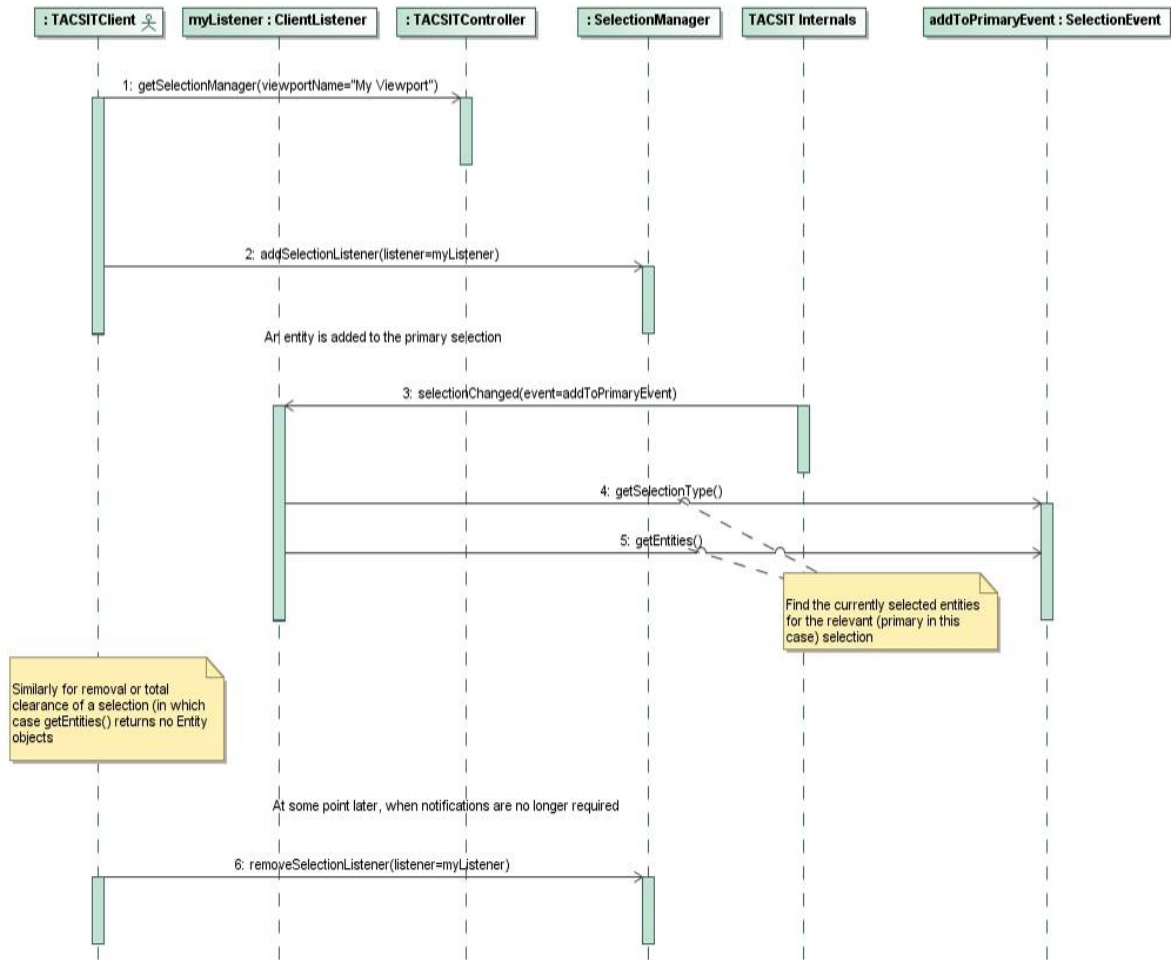 : TACSITClient
myListener : ClientListener
: TACSITController
: SelectionManager
TACSIT Internals
addToPrimaryEvent : SelectionEvent
1: getSelectionManager(viewportName="My Viewport")
2: addSelectionListener(listener=myListener)
An entity is added to the primary selection
3: selectionChanged(event=addToPrimaryEvent)
4: getSelectionType()
5: getEntities()
Find the currently selected entities
for the relevant (primary in this
case) selection
Similarly for removal or total
clearance of a selection (in which
case getEntities() returns no Entity
objects
At some point later, when notifications are no longer required
6: removeSelectionListener(listener=myListener)